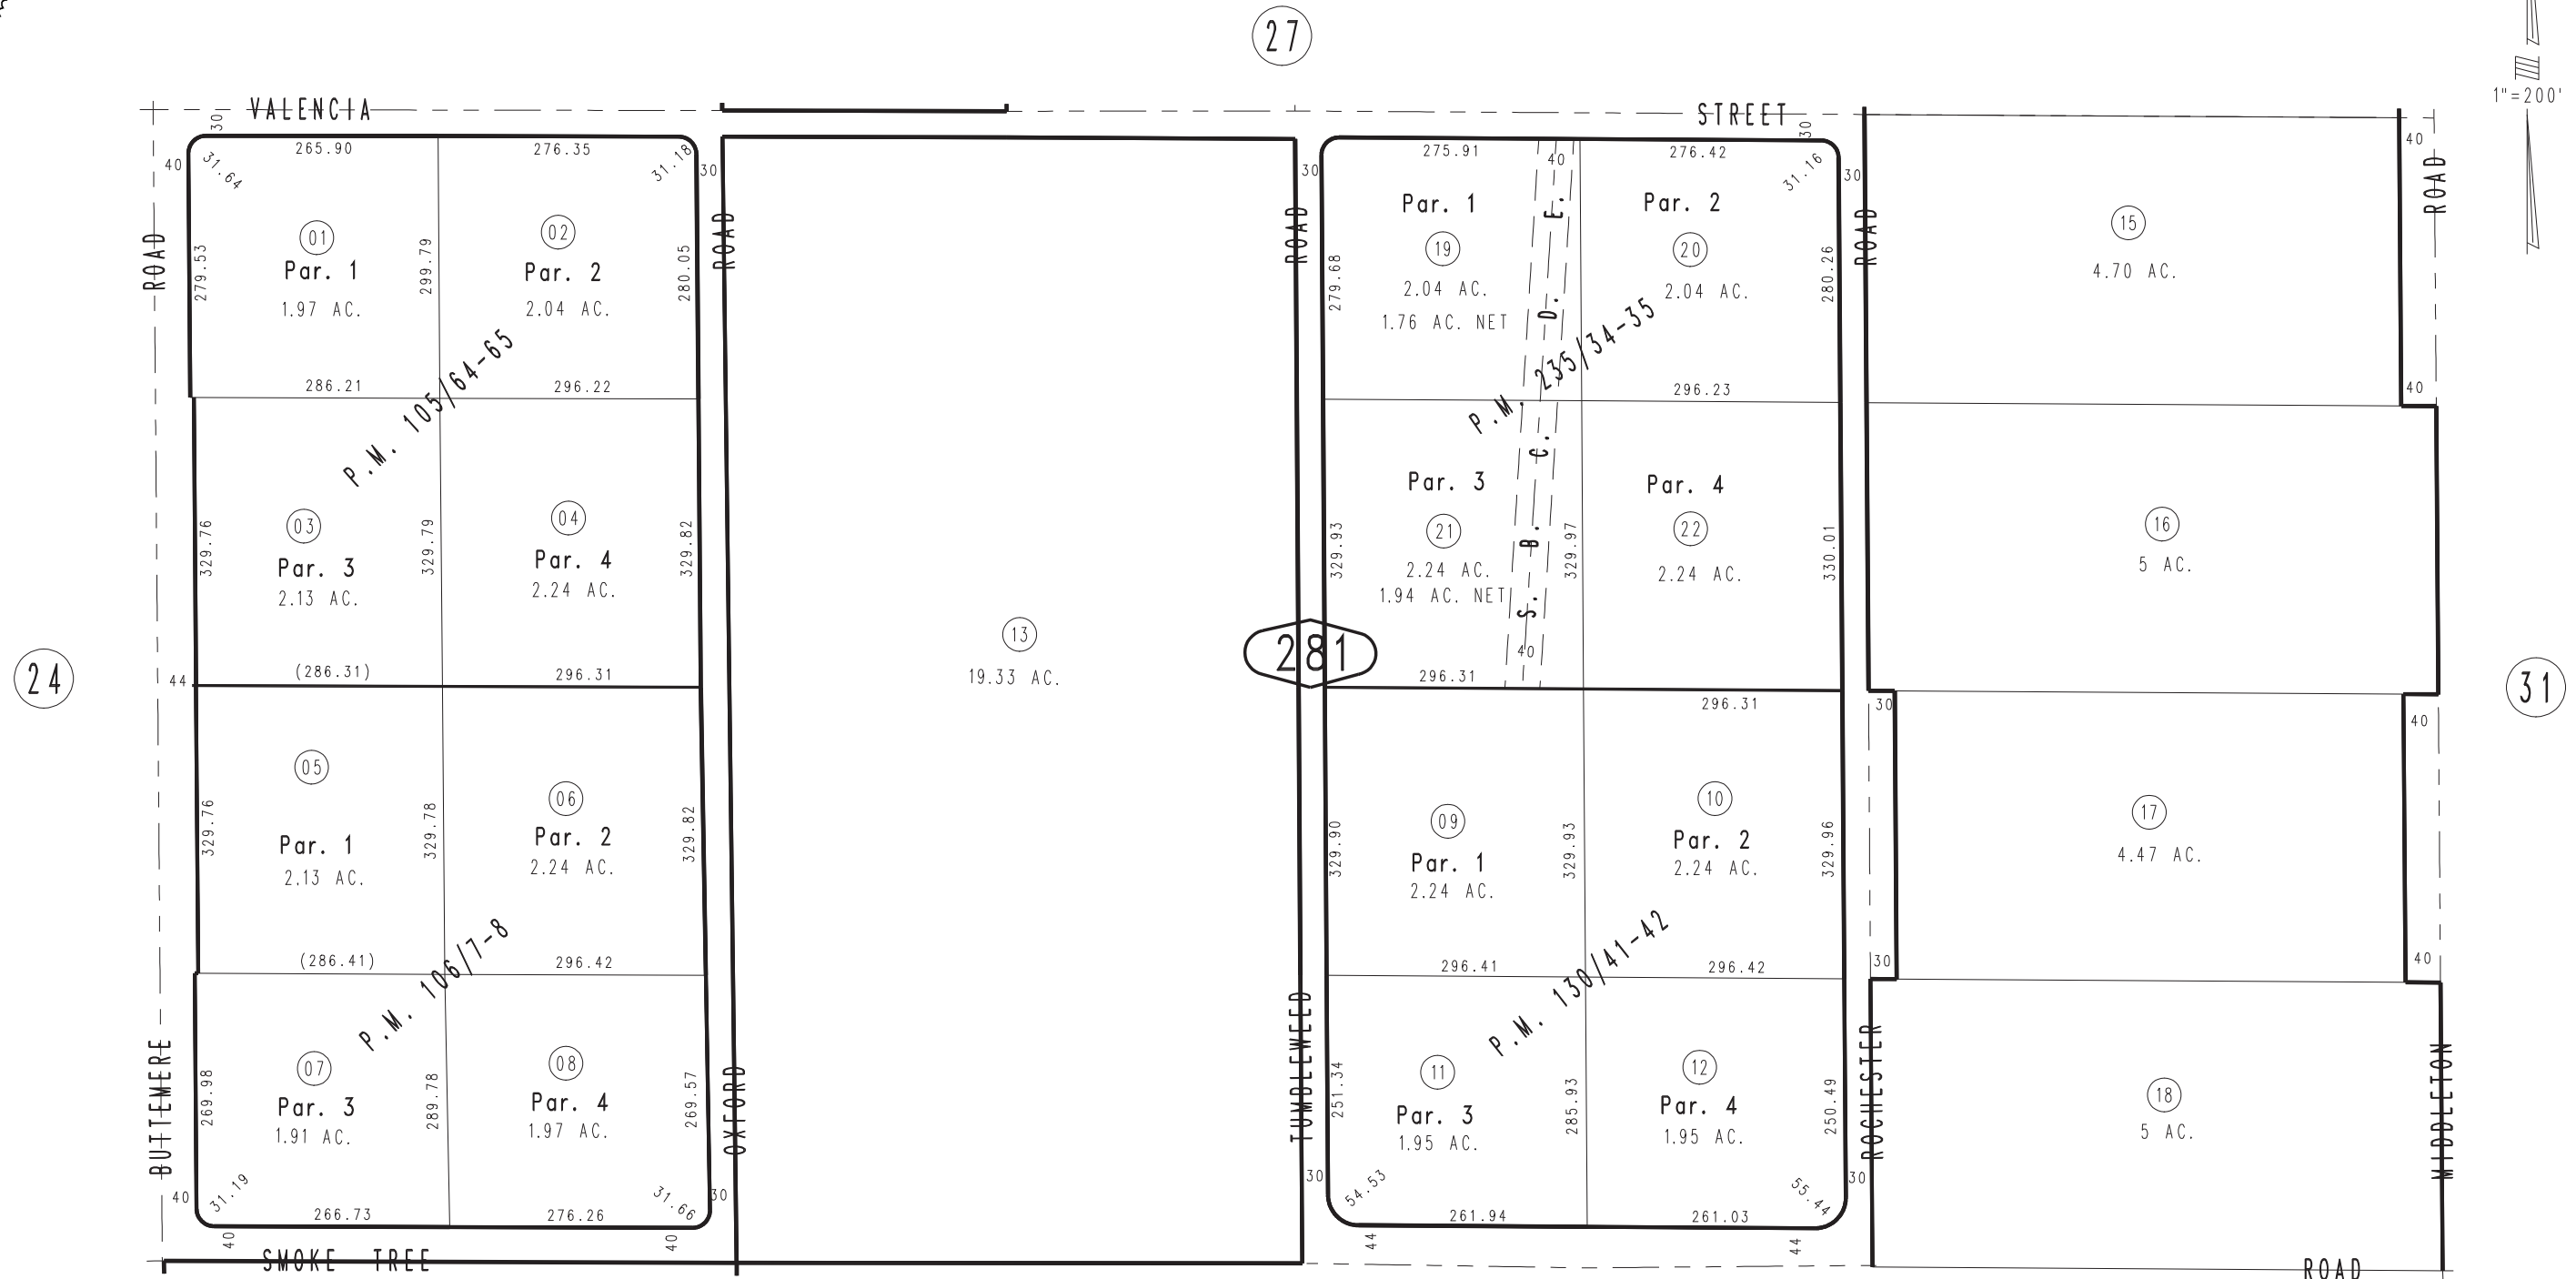 27
1"=200'
VALENCIA STREET
30
30
265.90
276.35
275.91
40
276.42
40
31.64
31.18
30
30
31.16
30
40
ROAD
ROAD
ROAD
ROAD
ROAD
01
Par. 1
1.97 AC.
02
Par. 2
2.04 AC.
279.53
299.79
280.05
Par. 1
19
2.04 AC.
1.76 AC. NET
Par. 2
20
2.04 AC.
279.68
280.26
15
4.70 AC.
P.M. 105/64-65
P.M. 235/34-35
S. B. C. D. E.
286.21
296.22
296.23
40
03
Par. 3
2.13 AC.
04
Par. 4
2.24 AC.
329.76
329.79
329.82
Par. 3
21
2.24 AC.
1.94 AC. NET
Par. 4
22
2.24 AC.
329.93
329.97
330.01
16
5 AC.
13
19.33 AC.
281
24
44
(286.31)
296.31
296.31
40
296.31
30
40
31
05
Par. 1
2.13 AC.
06
Par. 2
2.24 AC.
329.76
329.78
329.82
09
Par. 1
2.24 AC.
10
Par. 2
2.24 AC.
329.90
329.93
329.96
17
4.47 AC.
P.M. 106/7-8
P.M. 130/41-42
(286.41)
296.42
296.41
296.42
30
40
07
Par. 3
1.91 AC.
08
Par. 4
1.97 AC.
269.98
289.78
269.57
11
Par. 3
1.95 AC.
12
Par. 4
1.95 AC.
251.34
285.93
250.49
18
5 AC.
BUTTEMERE
OXFORD
TUMBLEWEED
ROCHESTER
MIDDLETON
40
31.19
31.66
30
30
54.53
55.44
30
266.73
276.26
261.94
261.03
40
40
44
44
SMOKE TREE ROAD